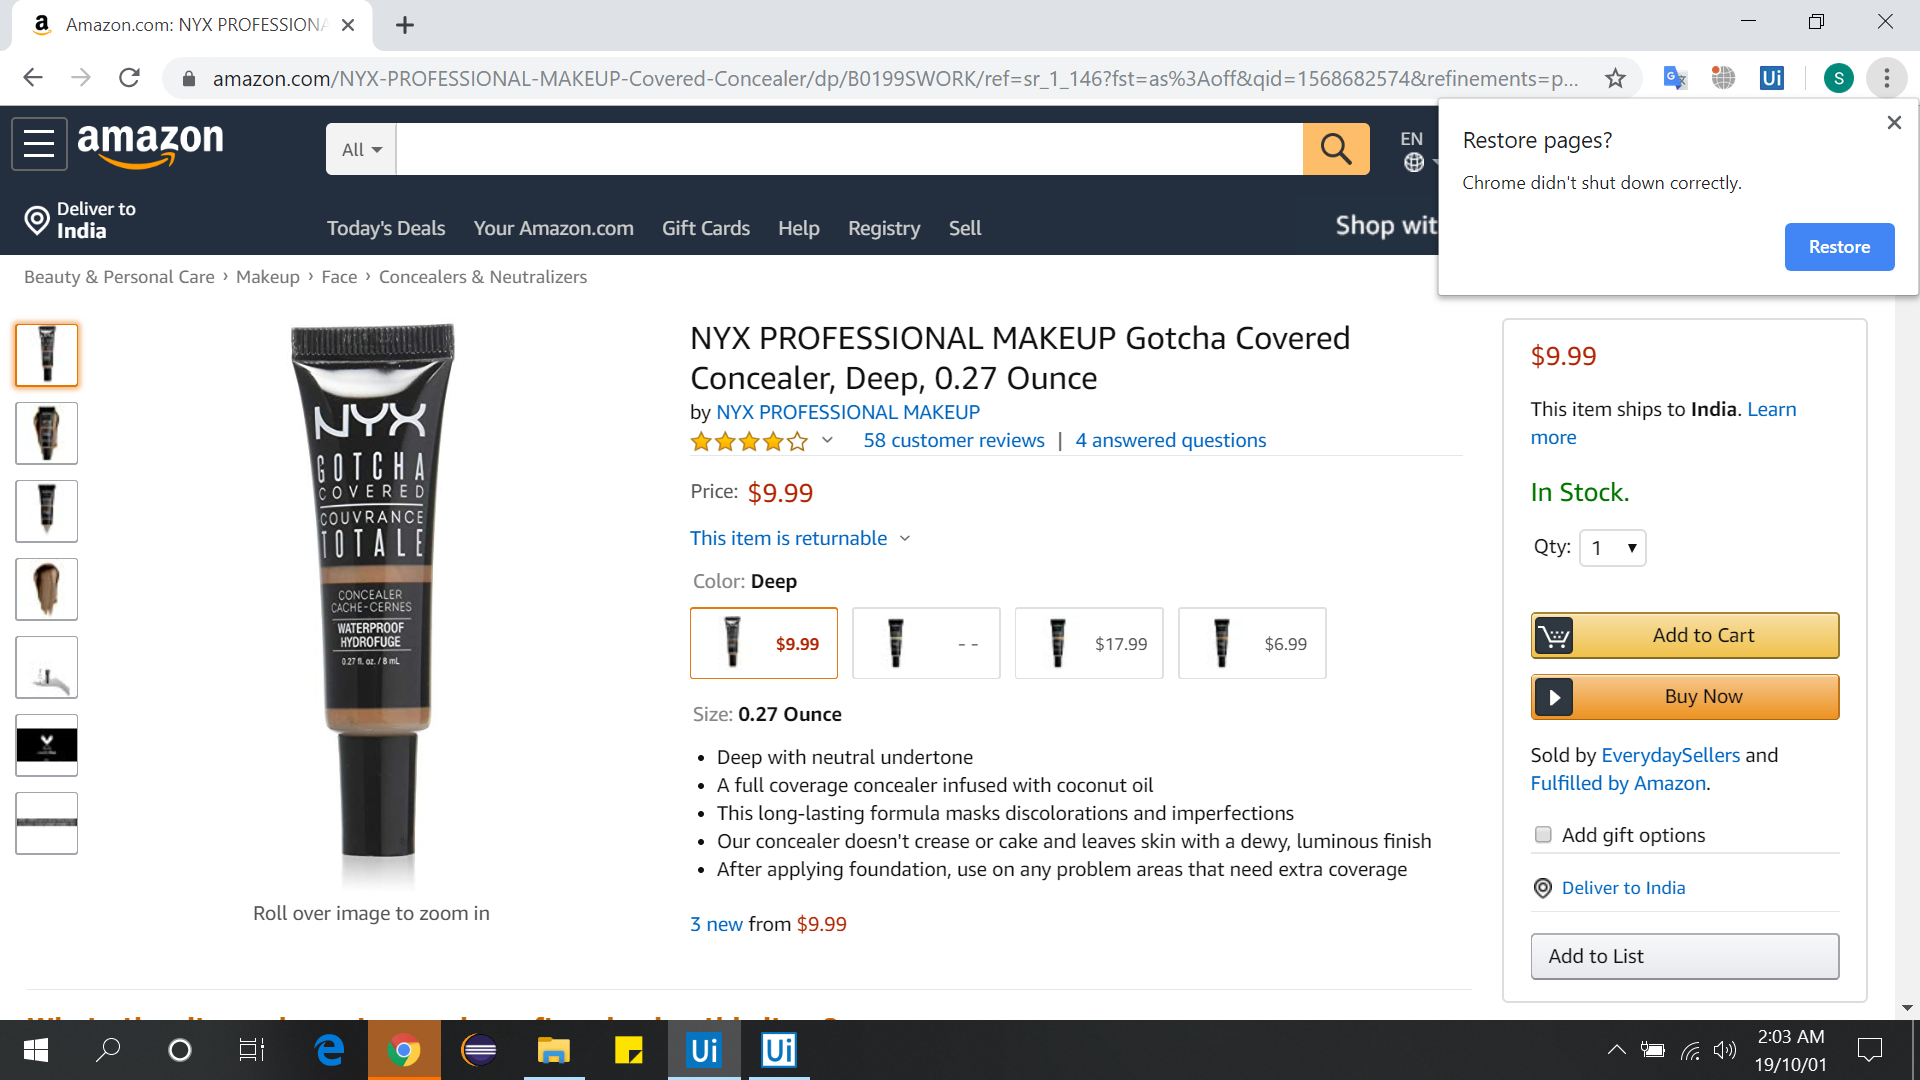 Amazon.com: NYX PROFESSIONA
amazon.com/NYX-PROFESSIONAL-MAKEUP-Covered-Concealer/dp/B0199SWORK/ref=sr_1_146?fst=as%3Aoff&qid=1568682574&refinements=p...
Ui
S
Restore pages?
Chrome didn't shut down correctly.
Restore
amazon
All
EN
Deliver to
India
Today's Deals
Your Amazon.com
Gift Cards
Help
Registry
Sell
Shop wit
Beauty & Personal Care › Makeup › Face › Concealers & Neutralizers
NYX
GOTCHA
COVERED
COUVRANCE
TOTALE
CONCEALER
CACHE-CERNES
WATERPROOF
HYDROFUGE
0.27 fl. oz. / 8 mL
Roll over image to zoom in
NYX PROFESSIONAL MAKEUP Gotcha Covered
Concealer, Deep, 0.27 Ounce
by NYX PROFESSIONAL MAKEUP
58 customer reviews | 4 answered questions
Price: $9.99
This item is returnable
Color: Deep
$9.99
- -
$17.99
$6.99
Size: 0.27 Ounce
• Deep with neutral undertone
• A full coverage concealer infused with coconut oil
• This long-lasting formula masks discolorations and imperfections
• Our concealer doesn't crease or cake and leaves skin with a dewy, luminous finish
• After applying foundation, use on any problem areas that need extra coverage
3 new from $9.99
$9.99
This item ships to India. Learn
more
In Stock.
Qty: 1
Add to Cart
Buy Now
Sold by EverydaySellers and
Fulfilled by Amazon.
Add gift options
Deliver to India
Add to List
Ui
Ui
2:03 AM
19/10/01